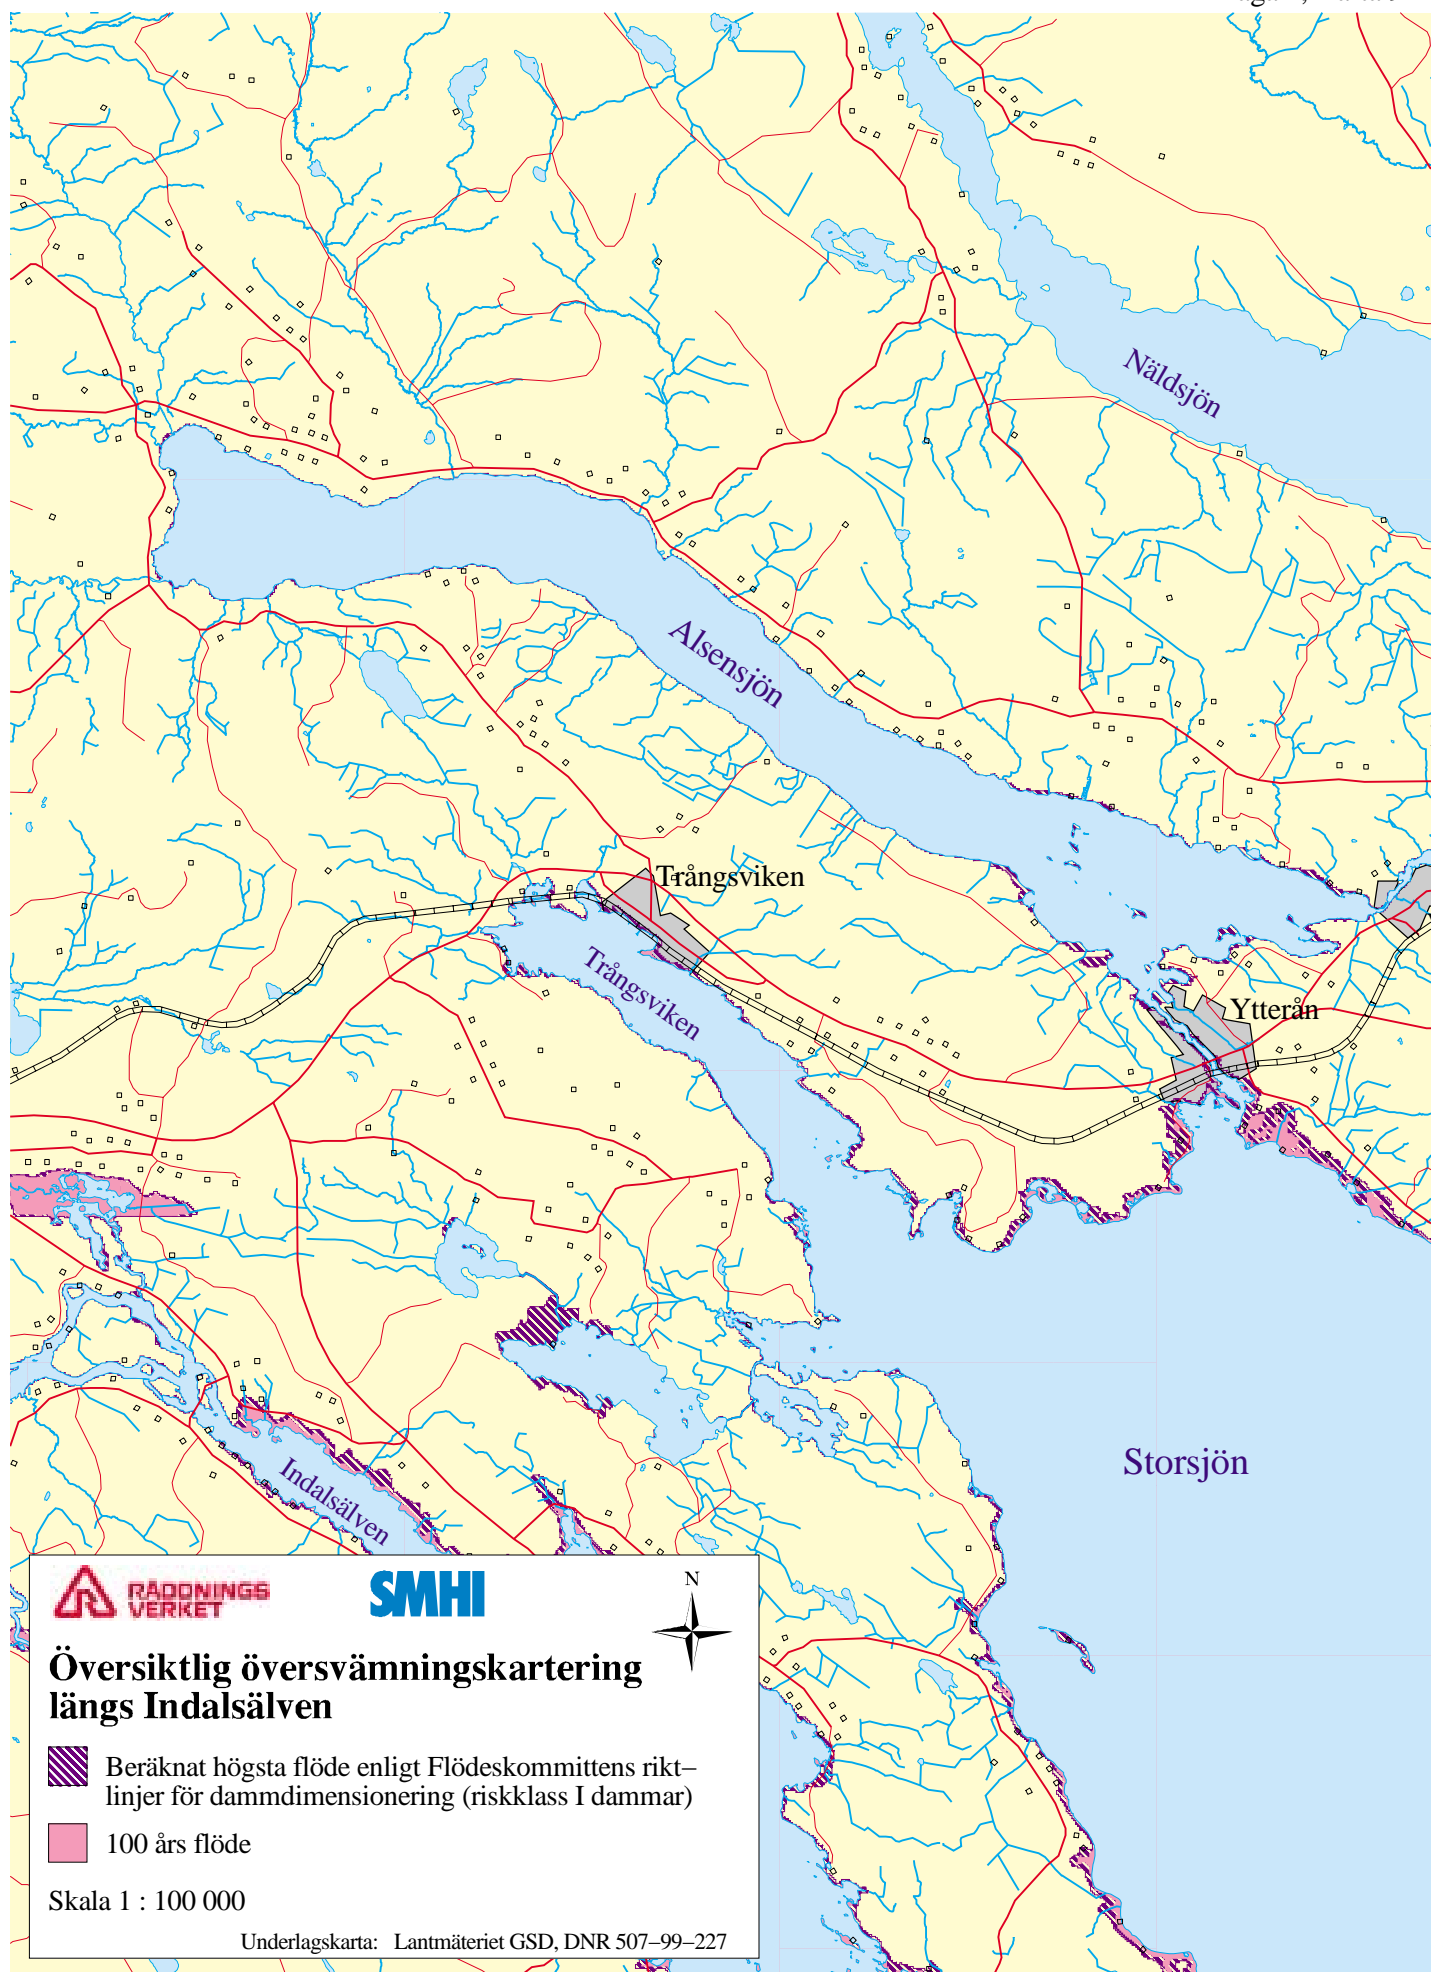 Näldsjön
Alsensjön
Trångsviken
Trångsviken
Ytterån
Storsjön
Indalsälven
RÄDDNINGS
VERKET
SMHI
N
Översiktlig översvämningskartering
längs Indalsälven
Beräknat högsta flöde enligt Flödeskommittens rikt–
linjer för dammdimensionering (riskklass I dammar)
100 års flöde
Skala 1 : 100 000
Underlagskarta: Lantmäteriet GSD, DNR 507–99–227